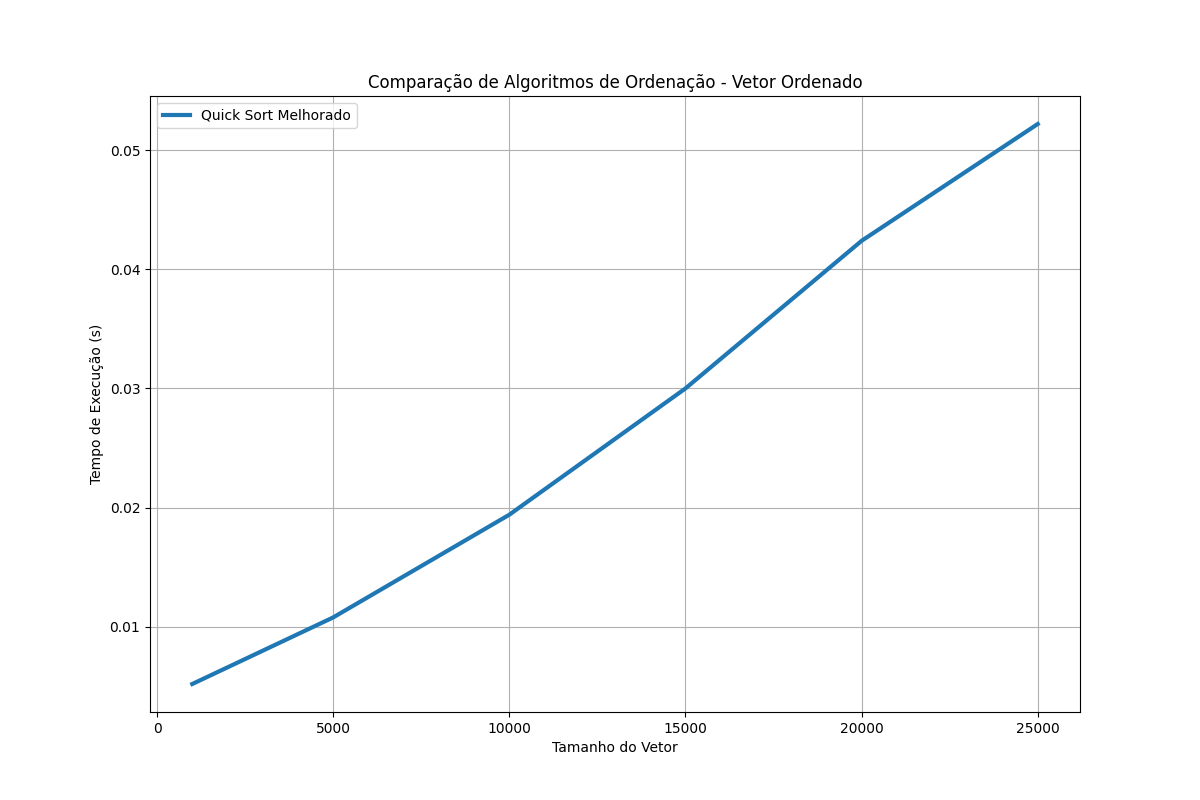 Comparação de Algoritmos de Ordenação - Vetor Ordenado
Quick Sort Melhorado
Tempo de Execução (s)
0.05
0.04
0.03
0.02
0.01
0 5000 10000 15000 20000 25000
Tamanho do Vetor